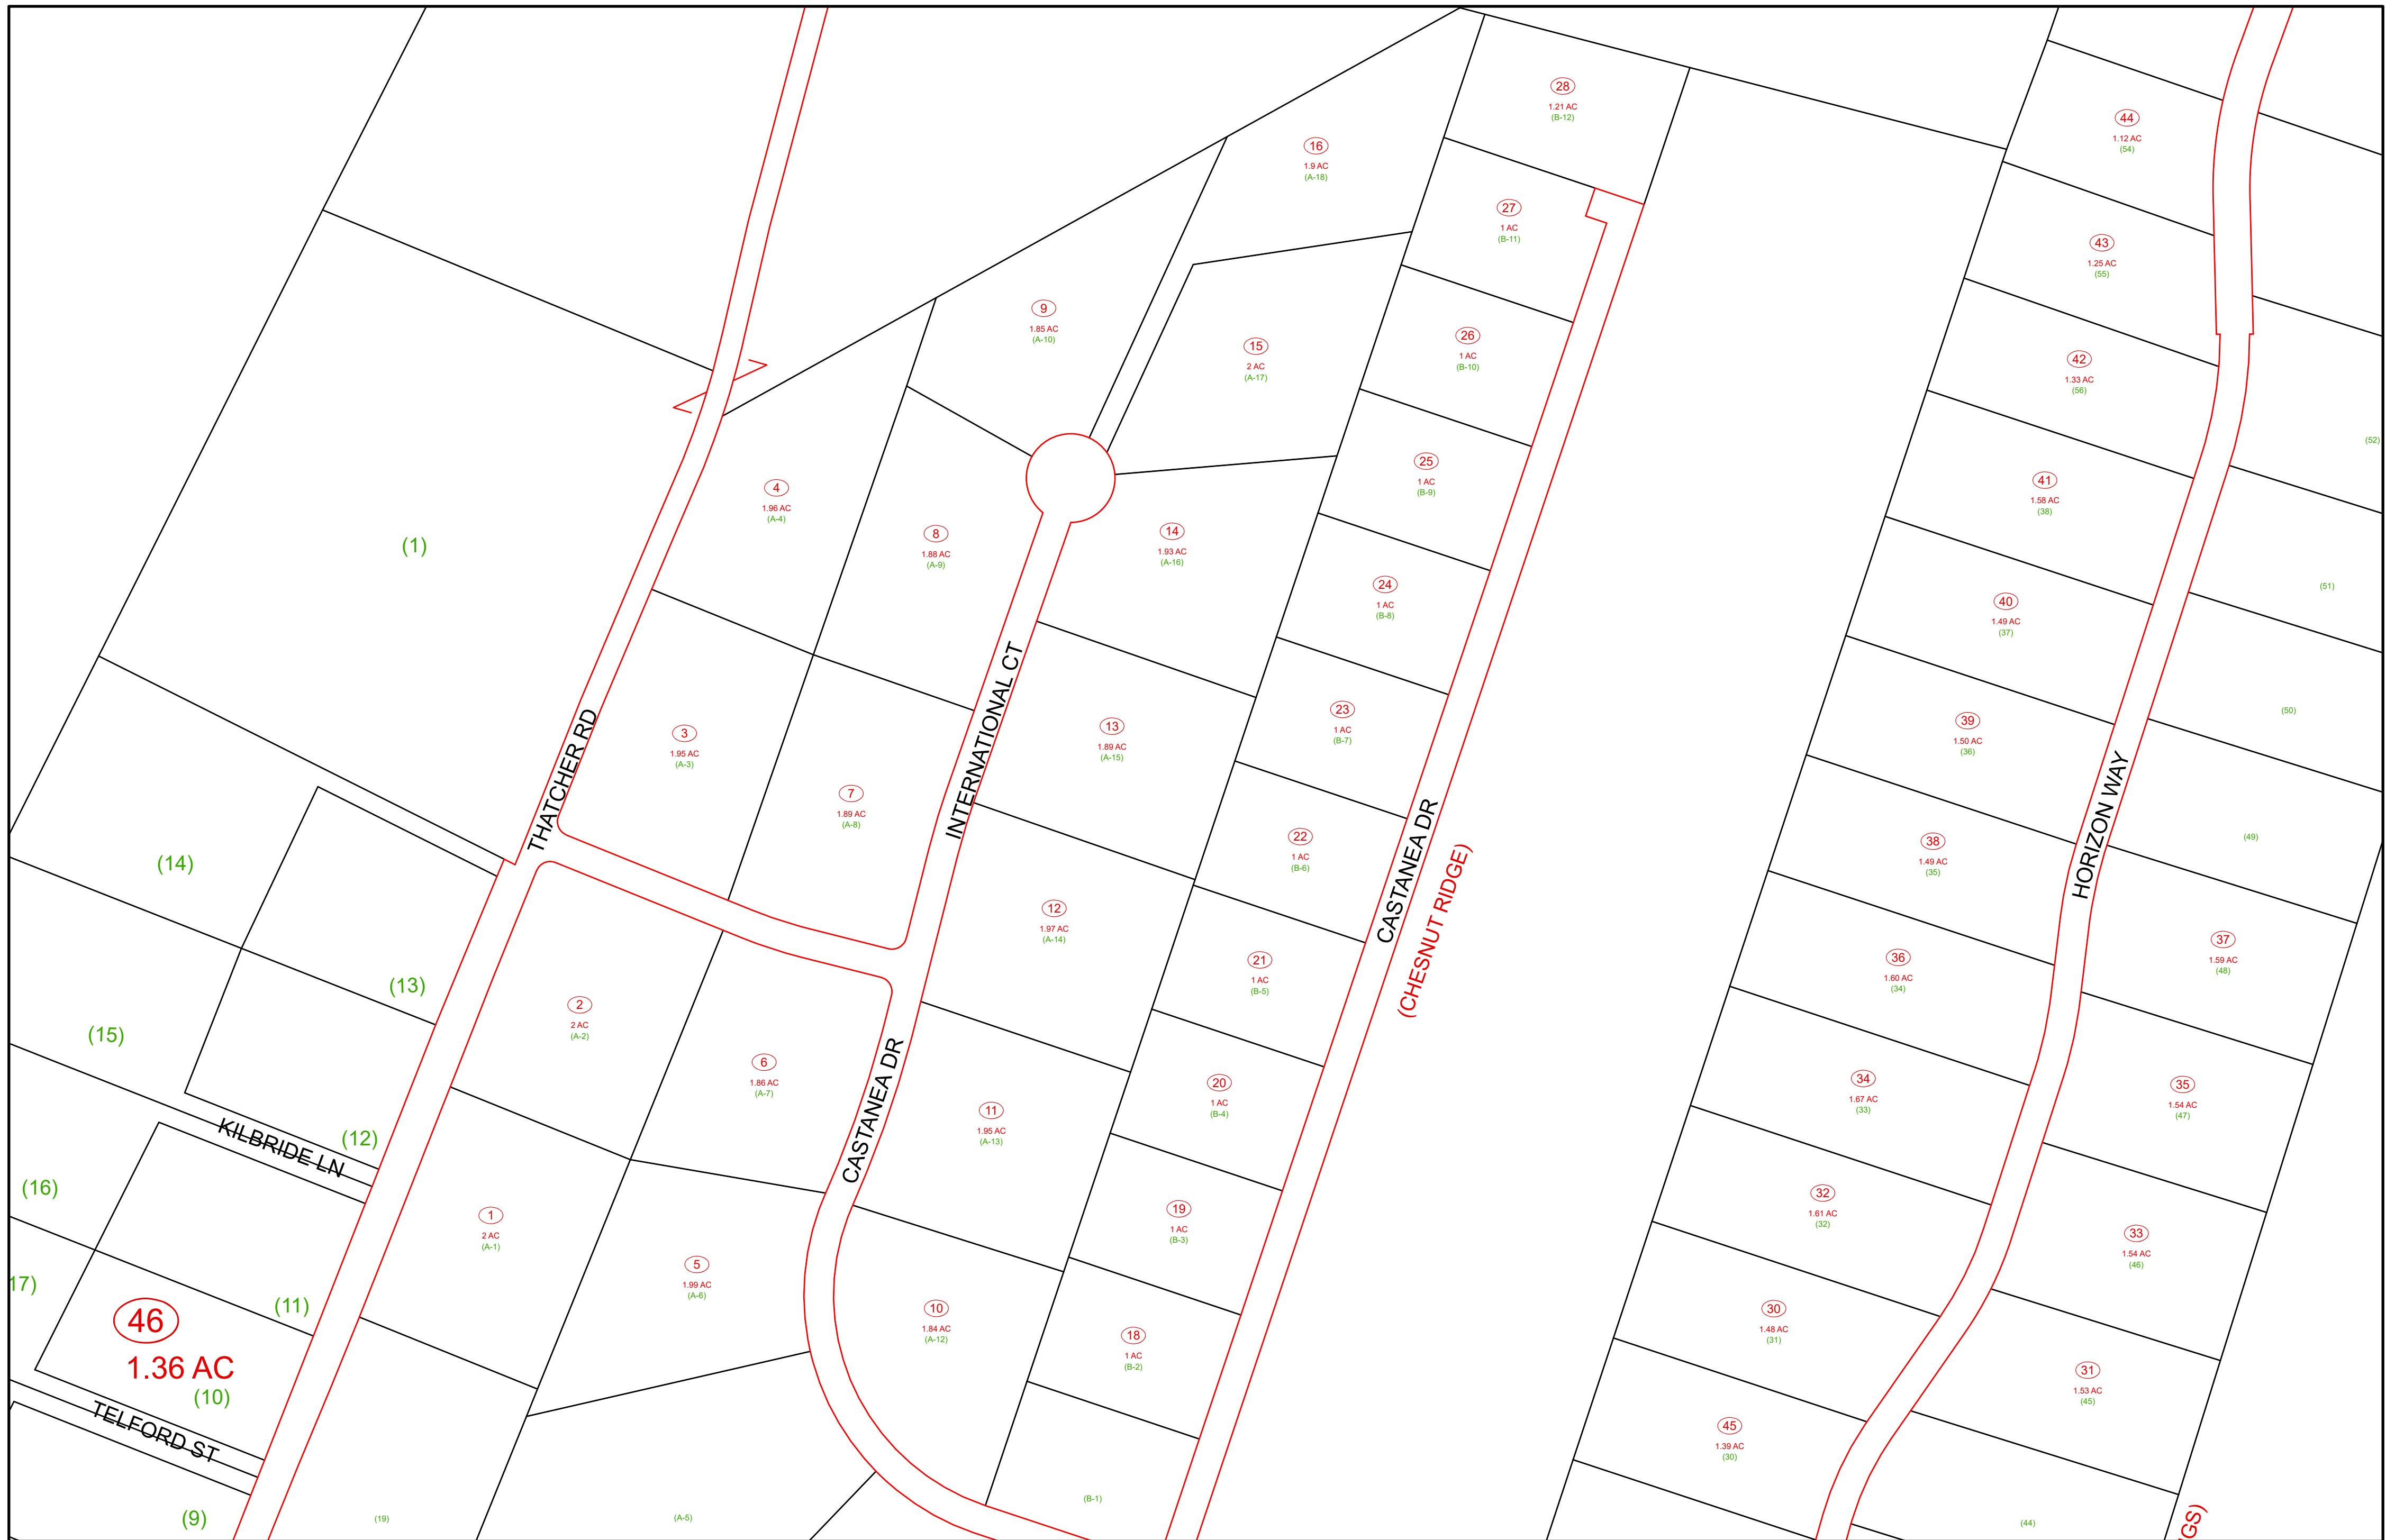 28
1.21 AC
(B-12)
44
1.12 AC
(54)
16
1.9 AC
(A-18)
27
1 AC
(B-11)
43
1.25 AC
(55)
9
1.85 AC
(A-10)
15
2 AC
(A-17)
26
1 AC
(B-10)
42
1.33 AC
(56)
(52)
4
1.96 AC
(A-4)
25
1 AC
(B-9)
41
1.58 AC
(38)
(1)
8
1.88 AC
(A-9)
14
1.93 AC
(A-16)
24
1 AC
(B-8)
40
1.49 AC
(37)
(51)
3
1.95 AC
(A-3)
INTERNATIONAL CT
13
1.89 AC
(A-15)
23
1 AC
(B-7)
39
1.50 AC
(36)
(50)
THATCHER RD
7
1.89 AC
(A-8)
22
1 AC
(B-6)
CASTANEA DR
(CHESNUT RIDGE)
38
1.49 AC
(35)
HORIZON WAY
(49)
(14)
12
1.97 AC
(A-14)
21
1 AC
(B-5)
36
1.60 AC
(34)
37
1.59 AC
(48)
(13)
2
2 AC
(A-2)
(15)
6
1.86 AC
(A-7)
CASTANEA DR
11
1.95 AC
(A-13)
20
1 AC
(B-4)
34
1.67 AC
(33)
35
1.54 AC
(47)
KILBRIDE LN
(12)
(16)
1
2 AC
(A-1)
5
1.99 AC
(A-6)
19
1 AC
(B-3)
32
1.61 AC
(32)
33
1.54 AC
(46)
17)
(11)
46
1.36 AC
(10)
10
1.84 AC
(A-12)
18
1 AC
(B-2)
30
1.48 AC
(31)
31
1.53 AC
(45)
TELFORD ST
45
1.39 AC
(30)
(9)
(19)
(A-5)
(B-1)
(44)
GS)